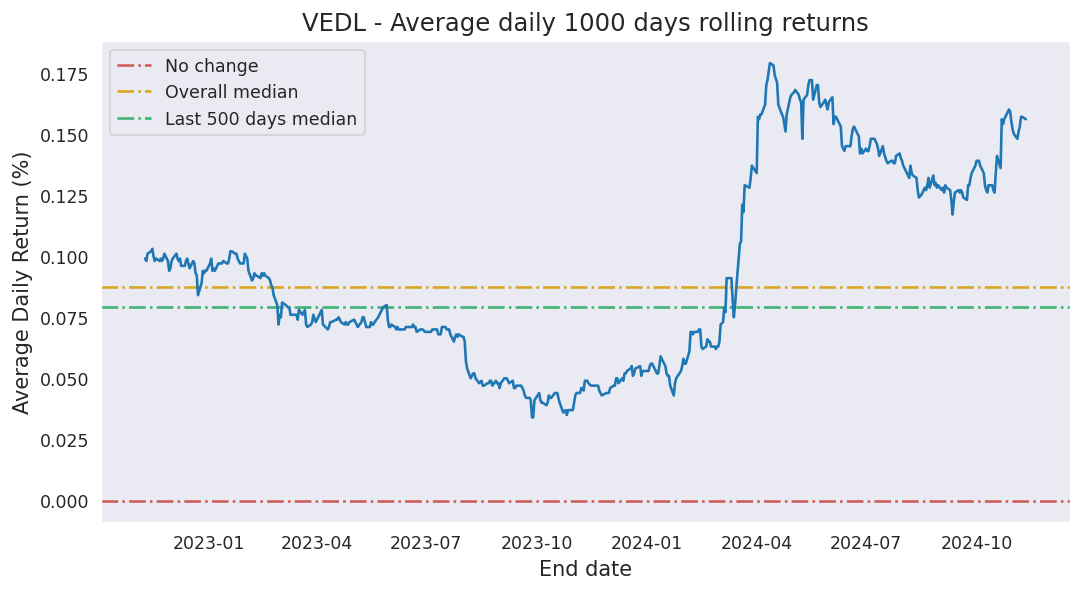 VEDL - Average daily 1000 days rolling returns
No change
Overall median
Last 500 days median
Average Daily Return (%)
0.175
0.150
0.125
0.100
0.075
0.050
0.025
0.000
2023-01 2023-04 2023-07 2023-10 2024-01 2024-04 2024-07 2024-10
End date